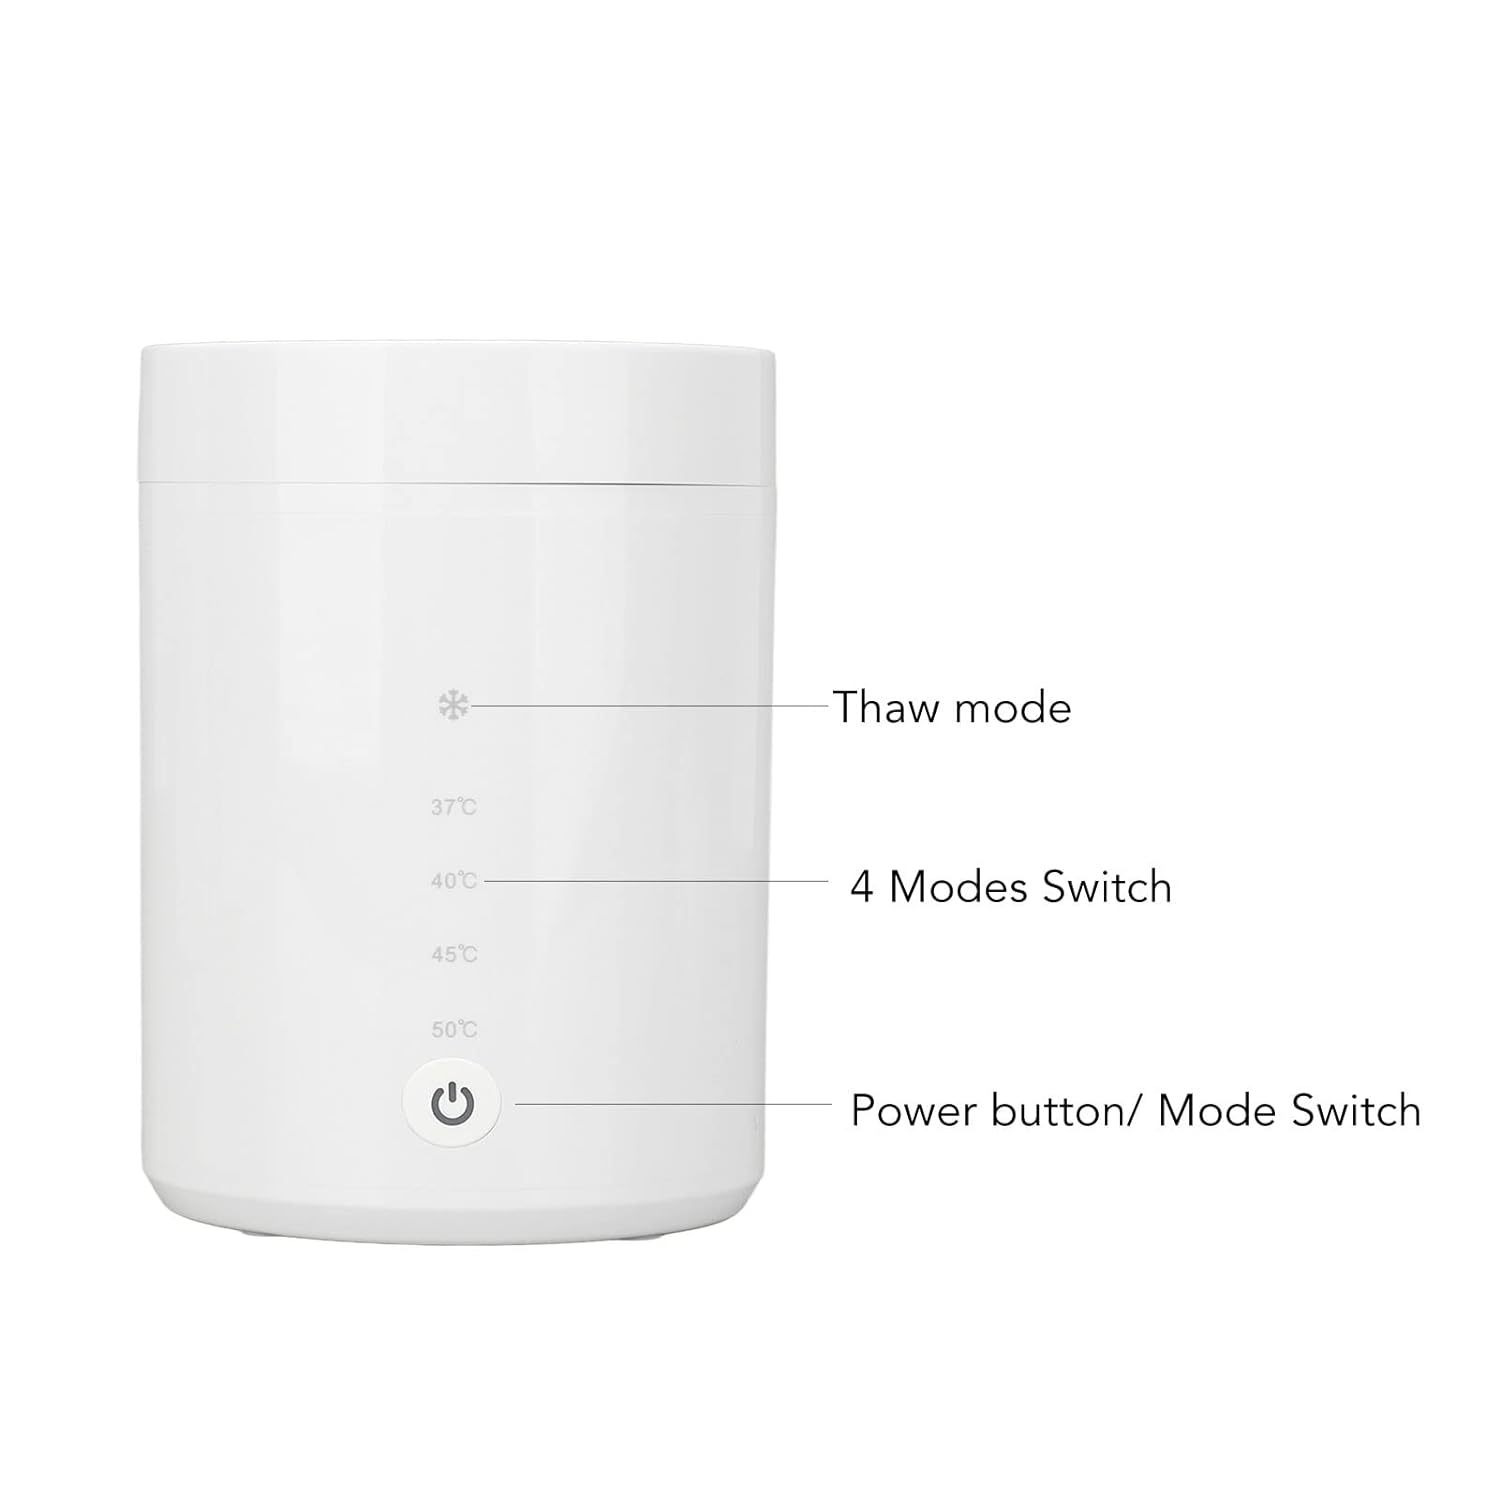 Thaw mode
37℃
40℃
4 Modes Switch
45℃
50℃
Power button/ Mode Switch